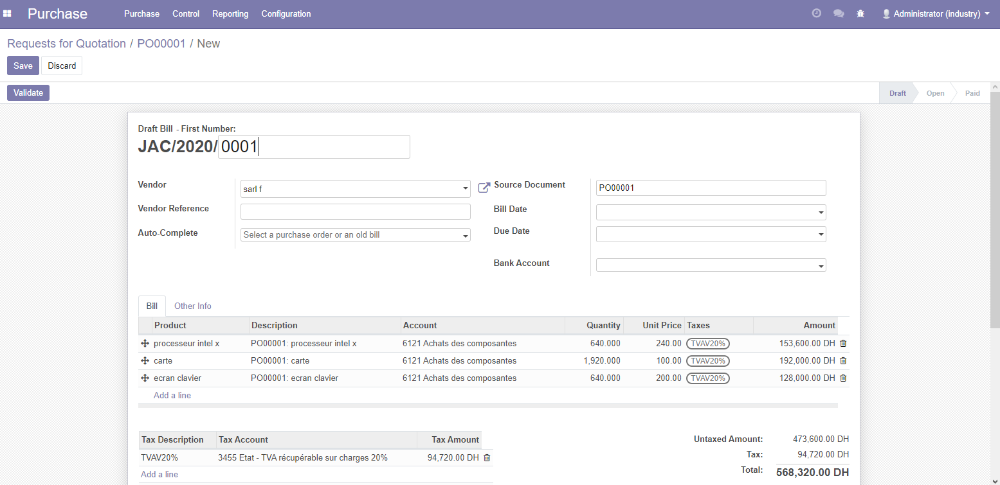 Purchase Purchase Control Reporting Configuration Administrator (industry)
Requests for Quotation / PO00001 / New
Save Discard
Validate Draft Open Paid
Draft Bill - First Number:
JAC/2020/ 0001
Vendor sarl f Source Document PO00001
Vendor Reference Bill Date
Auto-Complete Select a purchase order or an old bill Due Date
Bank Account
Bill Other Info
Product Description Account Quantity Unit Price Taxes Amount
processeur intel x PO00001: processeur intel x 6121 Achats des composantes 640.000 240.00 TVAV20% 153,600.00 DH
carte PO00001: carte 6121 Achats des composantes 1,920.000 100.00 TVAV20% 192,000.00 DH
ecran clavier PO00001: ecran clavier 6121 Achats des composantes 640.000 200.00 TVAV20% 128,000.00 DH
Add a line
Tax Description Tax Account Tax Amount Untaxed Amount: 473,600.00 DH
TVAV20% 3455 Etat - TVA récupérable sur charges 20% 94,720.00 DH Tax: 94,720.00 DH
Add a line Total: 568,320.00 DH